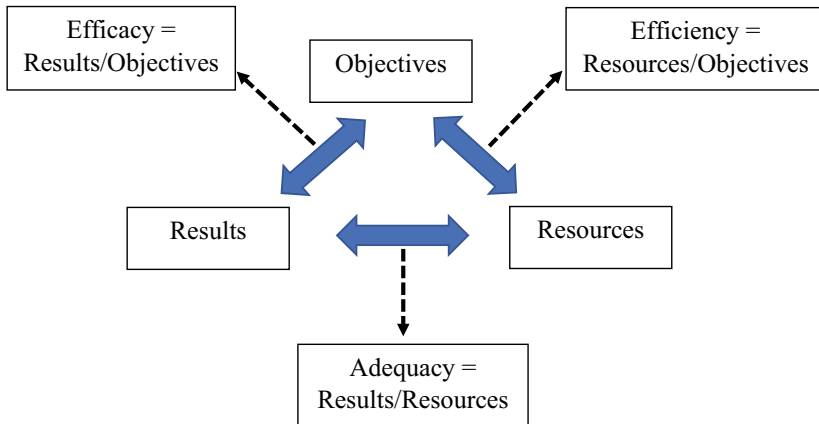 Efficacy =
Results/Objectives
Objectives
Efficiency =
Resources/Objectives
Results
Resources
Adequacy =
Results/Resources